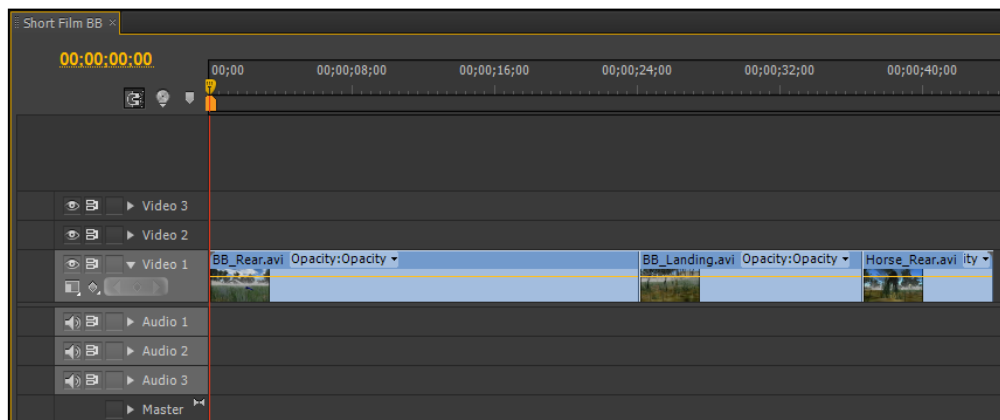 Short Film BB ×
00;00;00;00
00;00 00;00;08;00 00;00;16;00 00;00;24;00 00;00;32;00 00;00;40;00
Video 3
Video 2
Video 1 BB_Rear.avi Opacity:Opacity BB_Landing.avi Opacity:Opacity Horse_Rear.avi ity
Audio 1
Audio 2
Audio 3
Master